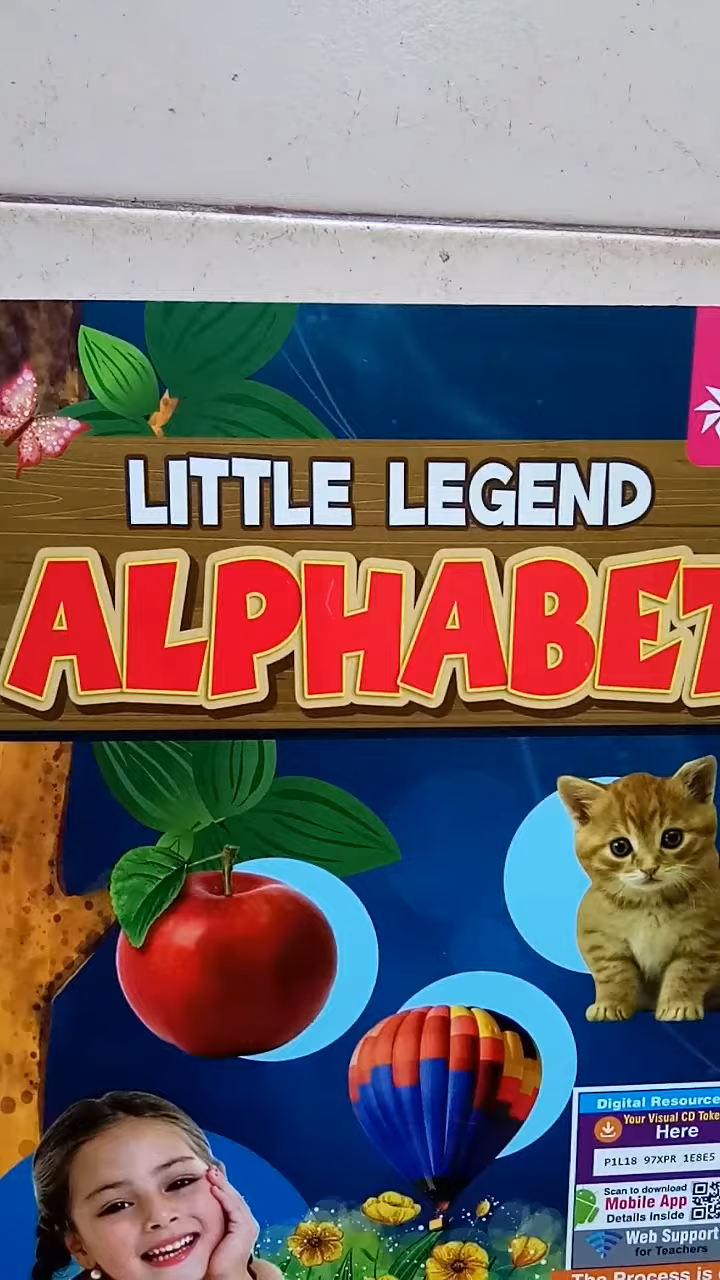 LITTLE LEGEND
ALPHABET
Digital Resource
Your Visual CD Toke
Here
P1L18 97XPR 1E8E5
Scan to download
Mobile App
Details Inside
Web Support
for Teachers
The Process is